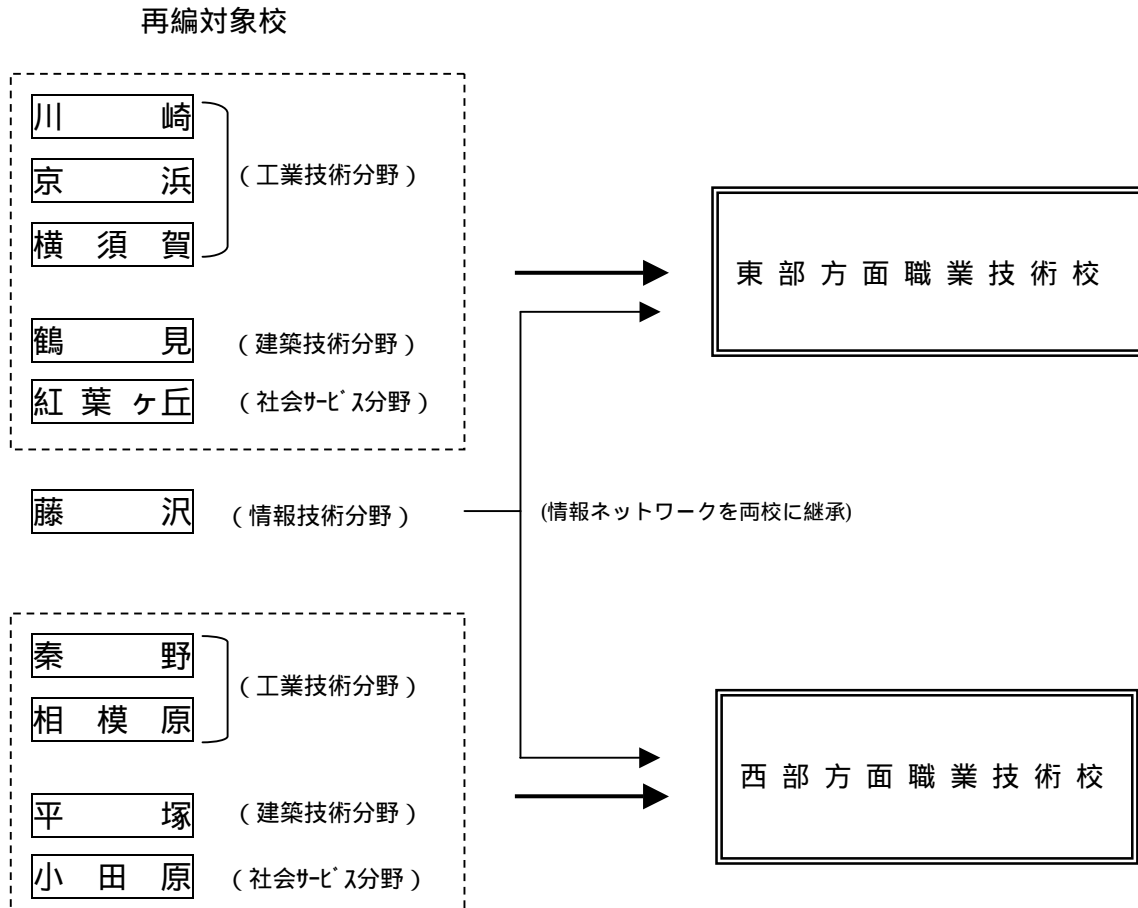 再編対象校
川崎
京浜
(工業技術分野)
横須賀
鶴見
(建築技術分野)
紅葉ヶ丘
(社会ｻｰﾋﾞｽ分野)
東部方面職業技術校
藤沢
(情報技術分野)
(情報ネットワークを両校に継承)
秦野
相模原
(工業技術分野)
平塚
(建築技術分野)
小田原
(社会ｻｰﾋﾞｽ分野)
西部方面職業技術校